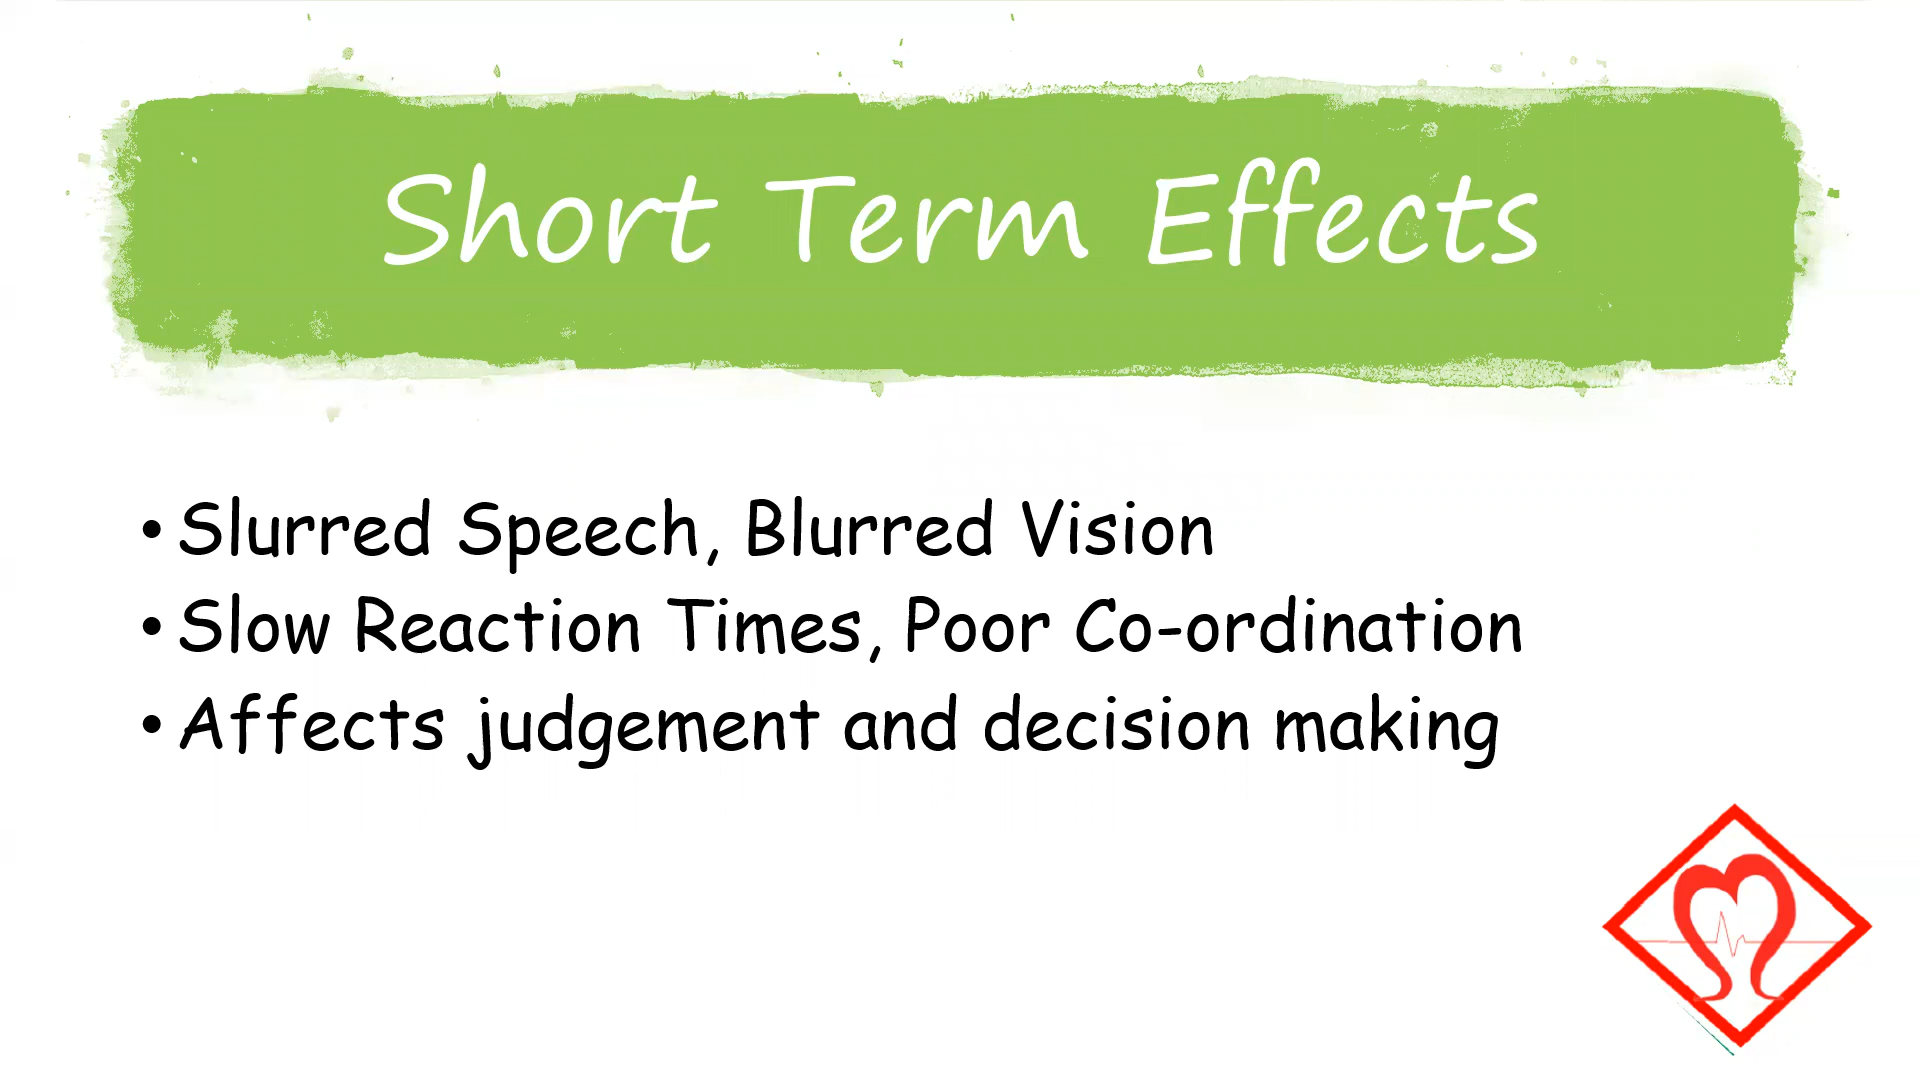 Short Term Effects
• Slurred Speech, Blurred Vision
• Slow Reaction Times, Poor Co-ordination
• Affects judgement and decision making